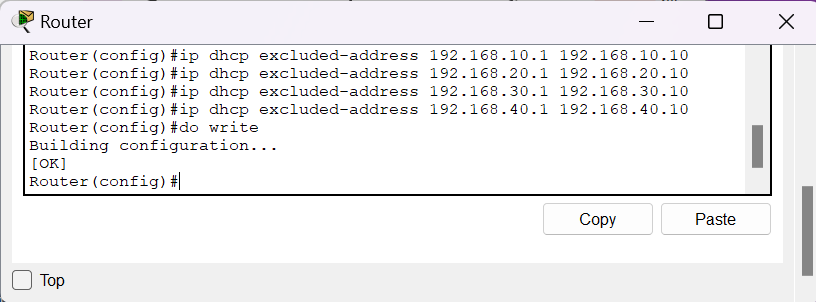 Router
Router(config)#ip dhcp excluded-address 192.168.10.1 192.168.10.10
Router(config)#ip dhcp excluded-address 192.168.20.1 192.168.20.10
Router(config)#ip dhcp excluded-address 192.168.30.1 192.168.30.10
Router(config)#ip dhcp excluded-address 192.168.40.1 192.168.40.10
Router(config)#do write
Building configuration...
[OK]
Router(config)#
Copy Paste
Top